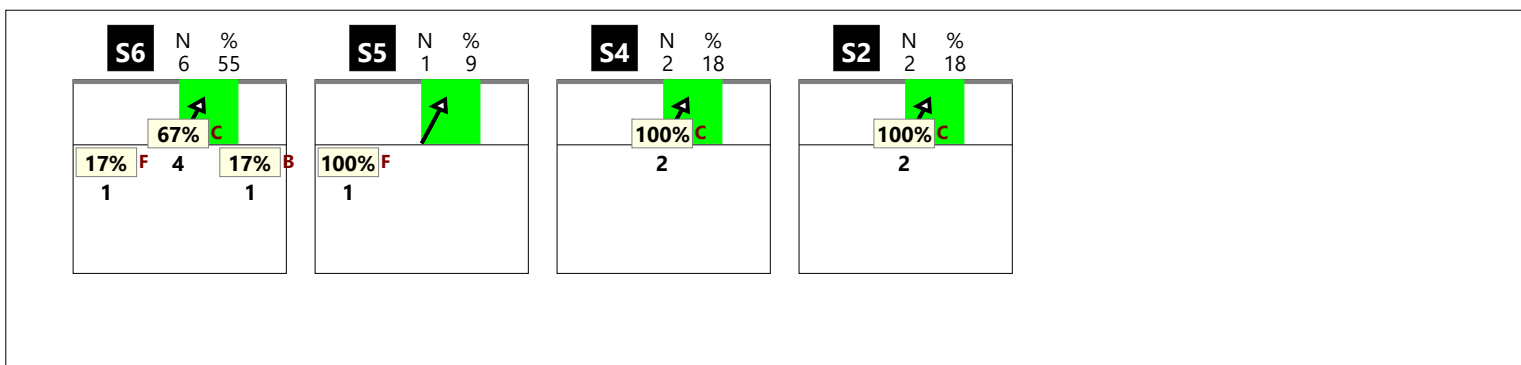 S6 N % S5 N % S4 N % S2 N %
6 55 1 9 2 18 2 18
67% C 100% C 100% C
17% F 4 17% B 100% F 2 2
1 1 1